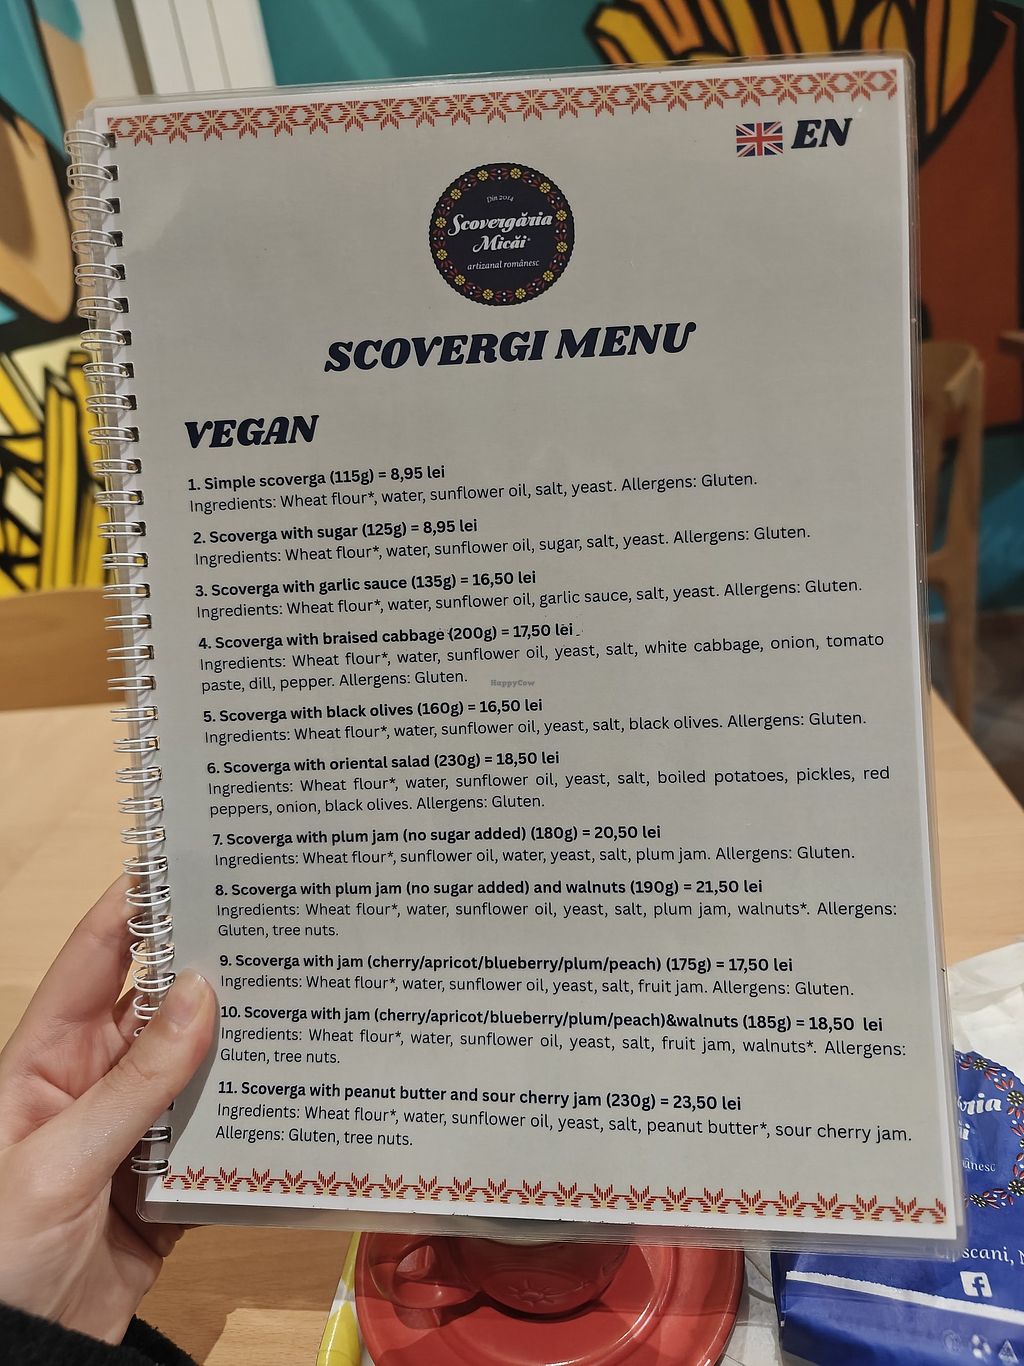 EN
Din 2014
Scovergăria
Micăi
artizanal românesc
SCOVERGI MENU
VEGAN
1. Simple scoverga (115g) = 8,95 lei
Ingredients: Wheat flour*, water, sunflower oil, salt, yeast. Allergens: Gluten.
2. Scoverga with sugar (125g) = 8,95 lei
Ingredients: Wheat flour*, water, sunflower oil, sugar, salt, yeast. Allergens: Gluten.
3. Scoverga with garlic sauce (135g) = 16,50 lei
Ingredients: Wheat flour*, water, sunflower oil, garlic sauce, salt, yeast. Allergens: Gluten.
4. Scoverga with braised cabbage (200g) = 17,50 lei
Ingredients: Wheat flour*, water, sunflower oil, yeast, salt, white cabbage, onion, tomato
paste, dill, pepper. Allergens: Gluten.
HappyCow
5. Scoverga with black olives (160g) = 16,50 lei
Ingredients: Wheat flour*, water, sunflower oil, yeast, salt, black olives. Allergens: Gluten.
6. Scoverga with oriental salad (230g) = 18,50 lei
Ingredients: Wheat flour*, water, sunflower oil, yeast, salt, boiled potatoes, pickles, red
peppers, onion, black olives. Allergens: Gluten.
7. Scoverga with plum jam (no sugar added) (180g) = 20,50 lei
Ingredients: Wheat flour*, sunflower oil, water, yeast, salt, plum jam. Allergens: Gluten.
8. Scoverga with plum jam (no sugar added) and walnuts (190g) = 21,50 lei
Ingredients: Wheat flour*, water, sunflower oil, yeast, salt, plum jam, walnuts*. Allergens:
Gluten, tree nuts.
9. Scoverga with jam (cherry/apricot/blueberry/plum/peach) (175g) = 17,50 lei
Ingredients: Wheat flour*, water, sunflower oil, yeast, salt, fruit jam. Allergens: Gluten.
10. Scoverga with jam (cherry/apricot/blueberry/plum/peach)&walnuts (185g) = 18,50 lei
Ingredients: Wheat flour*, water, sunflower oil, yeast, salt, fruit jam, walnuts*. Allergens:
Gluten, tree nuts.
11. Scoverga with peanut butter and sour cherry jam (230g) = 23,50 lei
Ingredients: Wheat flour*, water, sunflower oil, yeast, salt, peanut butter*, sour cherry jam.
Allergens: Gluten, tree nuts.